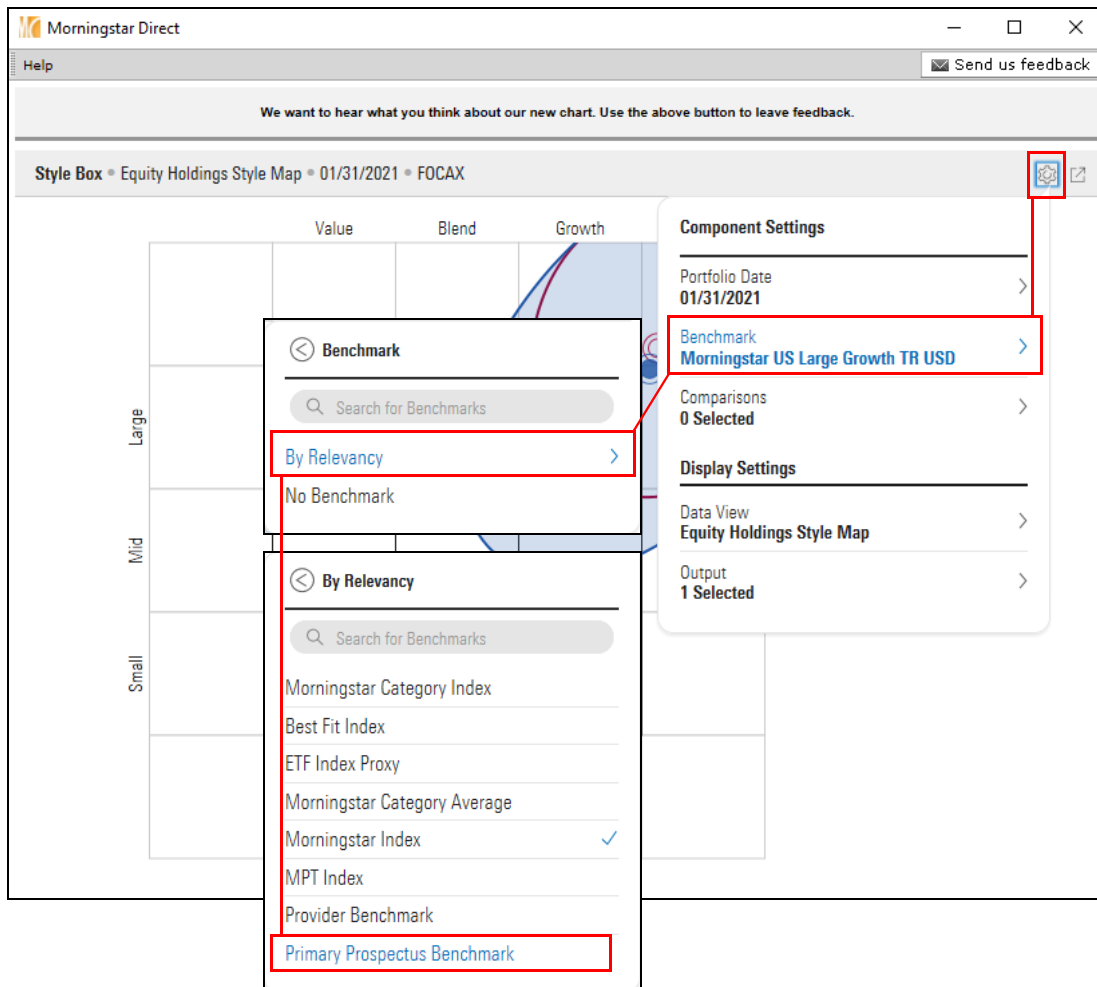 Morningstar Direct
Help
Send us feedback
We want to hear what you think about our new chart. Use the above button to leave feedback.
Style Box • Equity Holdings Style Map • 01/31/2021 • FOCAX
Value Blend Growth
Large
Mid
Small
Component Settings
Portfolio Date
01/31/2021
Benchmark
Morningstar US Large Growth TR USD
Comparisons
0 Selected
Display Settings
Data View
Equity Holdings Style Map
Output
1 Selected
Benchmark
Search for Benchmarks
By Relevancy
No Benchmark
By Relevancy
Search for Benchmarks
Morningstar Category Index
Best Fit Index
ETF Index Proxy
Morningstar Category Average
Morningstar Index
MPT Index
Provider Benchmark
Primary Prospectus Benchmark